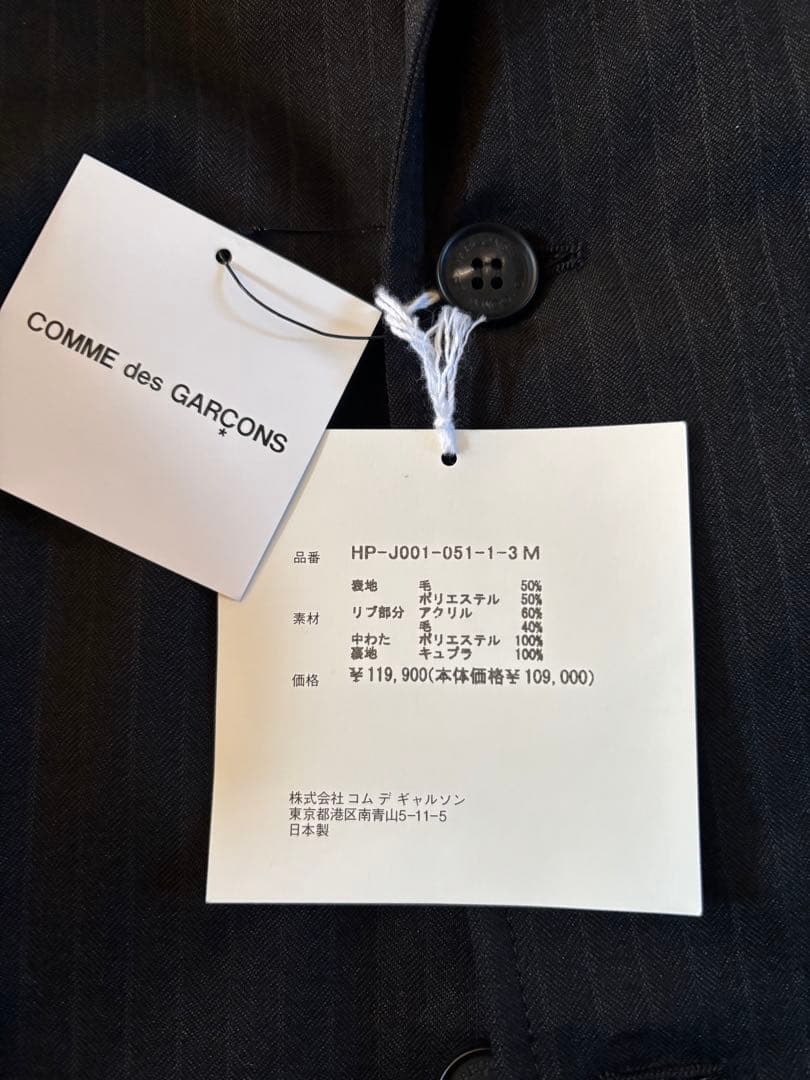 COMME des GARÇONS
*
品番 HP-J001-051-1-3 M
素材 表地 毛 50%
ポリエステル 50%
リブ部分 アクリル 60%
毛 40%
中わた ポリエステル 100%
裏地 キュプラ 100%
価格 ¥119,900(本体価格¥109,000)
株式会社 コム デ ギャルソン
東京都港区南青山5-11-5
日本製